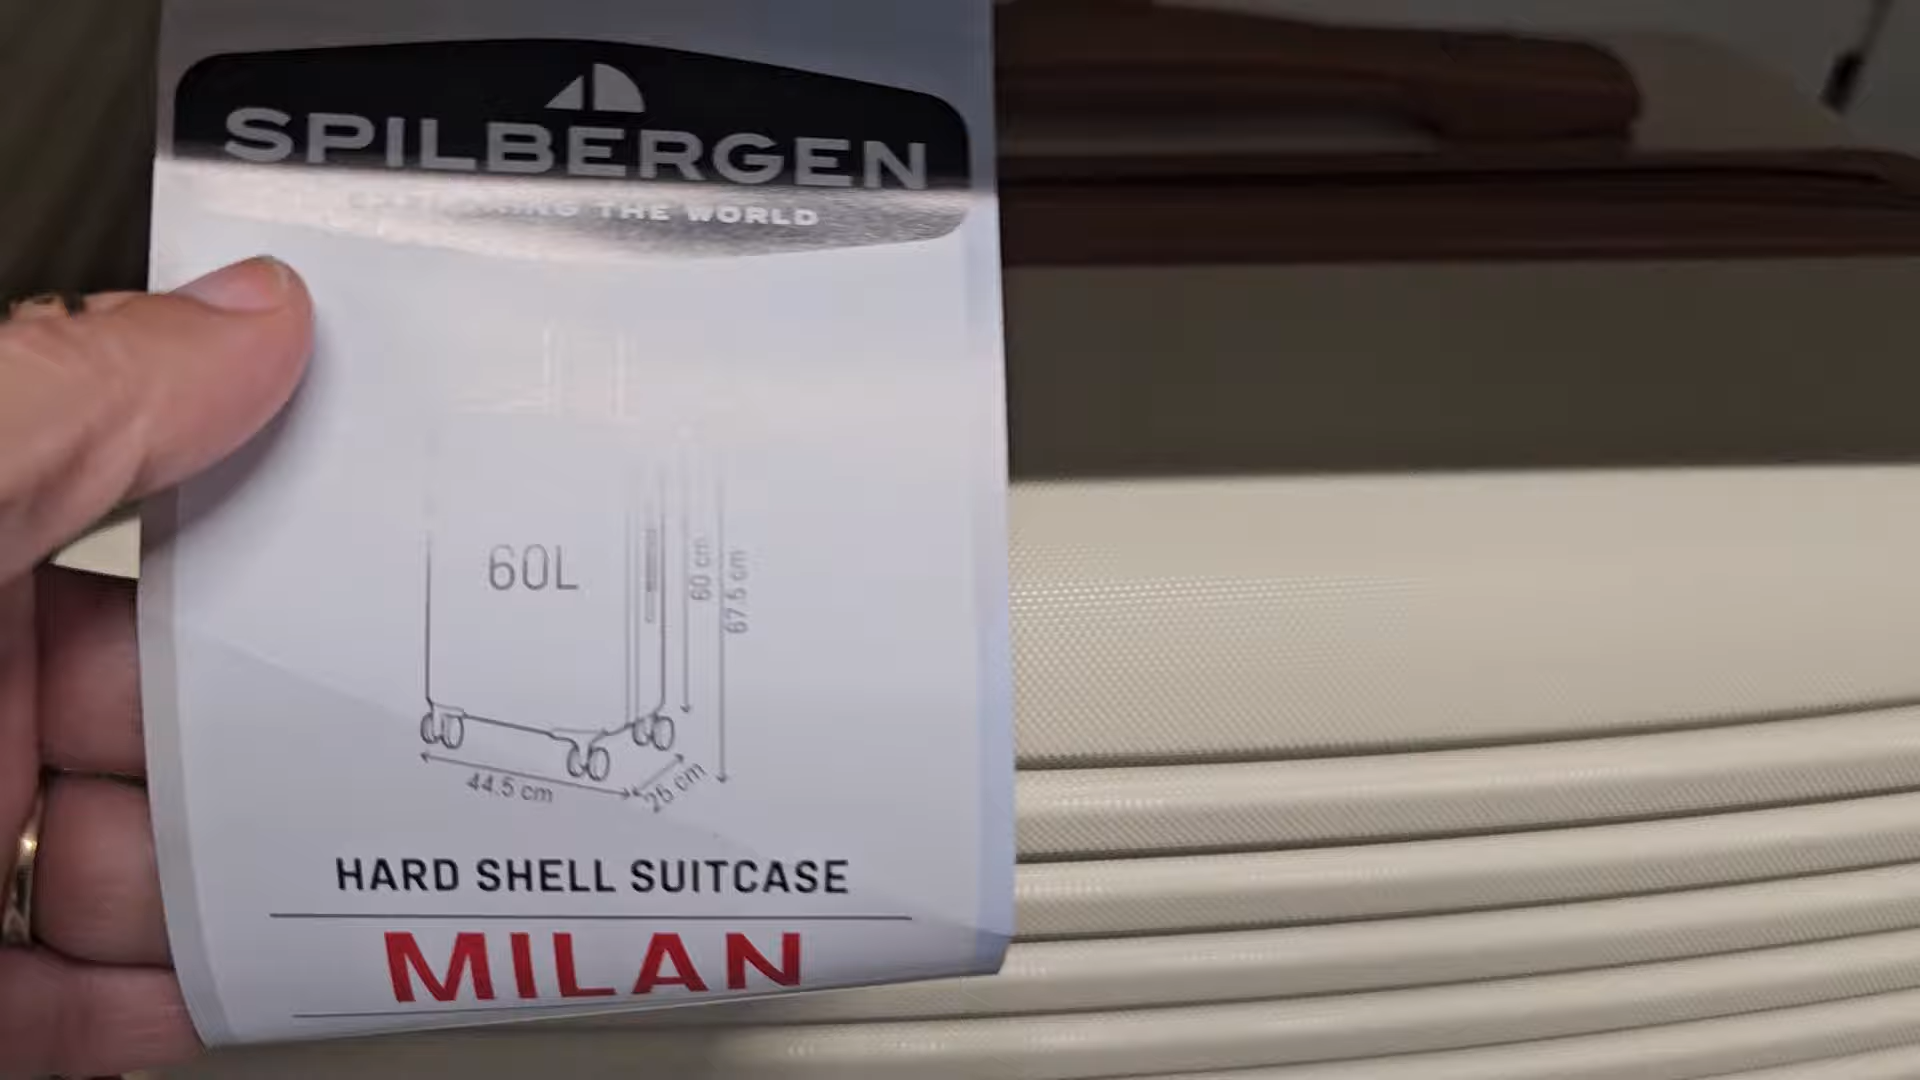 SPILBERGEN
THE WORLD
60L
60 cm
67.5 cm
44.5 cm
26 cm
HARD SHELL SUITCASE
MILAN